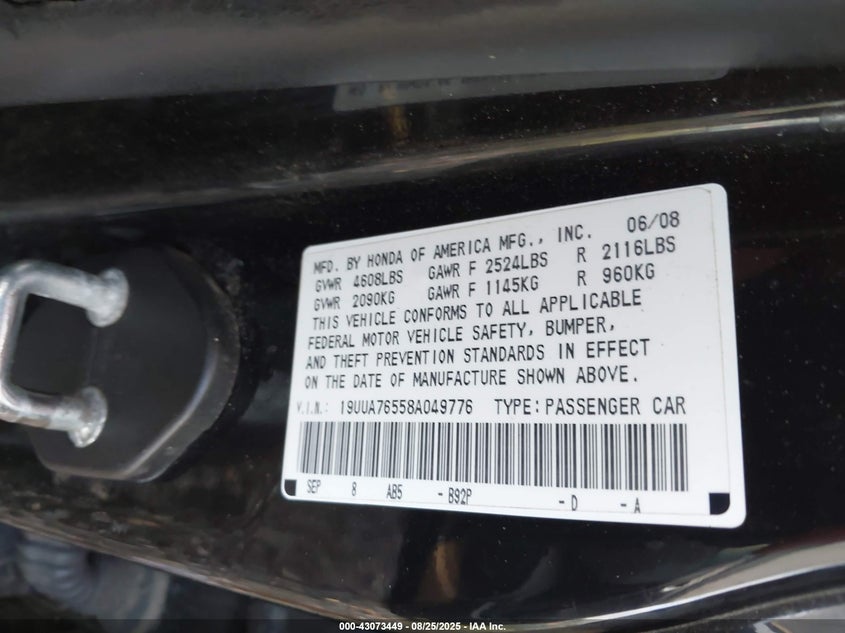 MFD. BY HONDA OF AMERICA MFG., INC. 06/08
GVWR 4608LBS GAWR F 2524LBS R 2116LBS
GVWR 2090KG GAWR F 1145KG R 960KG
THIS VEHICLE CONFORMS TO ALL APPLICABLE
FEDERAL MOTOR VEHICLE SAFETY, BUMPER,
AND THEFT PREVENTION STANDARDS IN EFFECT
ON THE DATE OF MANUFACTURE SHOWN ABOVE.
V.I.N.: 19UUA76558A049776 TYPE: PASSENGER CAR
SEP 8 AB5 - B92P - D - A
000-43073449 - 08/25/2025 - IAA Inc.